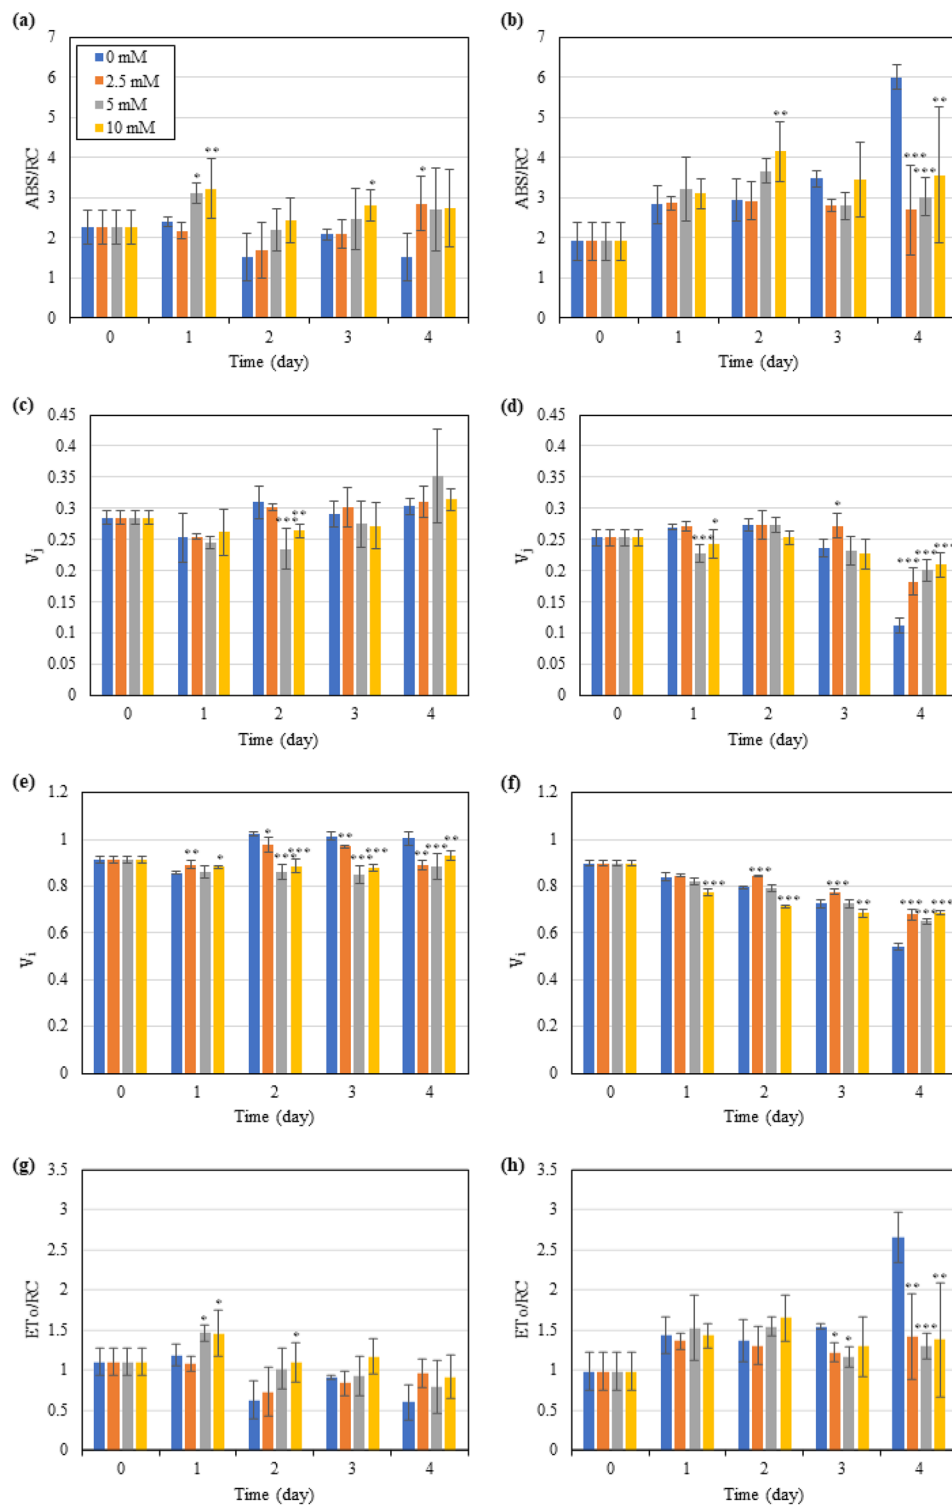 (a)
7
6
5
4
3
2
1
0
ABS/RC
0 mM
2.5 mM
5 mM
10 mM
* ** * *
0 1 2 3 4
Time (day)
(b)
7
6
5
4
3
2
1
0
ABS/RC
** *** *** **
0 1 2 3 4
Time (day)
(c)
0.45
0.4
0.35
0.3
0.25
0.2
0.15
0.1
0.05
0
Vj
*** **
0 1 2 3 4
Time (day)
(d)
0.45
0.4
0.35
0.3
0.25
0.2
0.15
0.1
0.05
0
Vj
*** * * *** *** ***
0 1 2 3 4
Time (day)
(e)
1.2
1
0.8
0.6
0.4
0.2
0
Vi
** * * *** *** ** *** *** ** *** **
0 1 2 3 4
Time (day)
(f)
1.2
1
0.8
0.6
0.4
0.2
0
Vi
*** *** *** *** ** *** *** ***
0 1 2 3 4
Time (day)
(g)
3.5
3
2.5
2
1.5
1
0.5
0
ETo/RC
* * *
0 1 2 3 4
Time (day)
(h)
3.5
3
2.5
2
1.5
1
0.5
0
ETo/RC
* * ** *** **
0 1 2 3 4
Time (day)